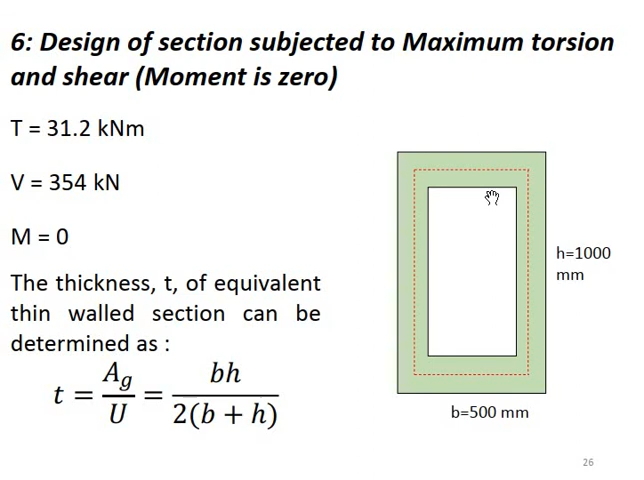 6: Design of section subjected to Maximum torsion
and shear (Moment is zero)
T = 31.2 kNm
V = 354 kN
M = 0
The thickness, t, of equivalent
thin walled section can be
determined as :
t = A_g/U = bh/2(b + h)
h=1000
mm
b=500 mm
26